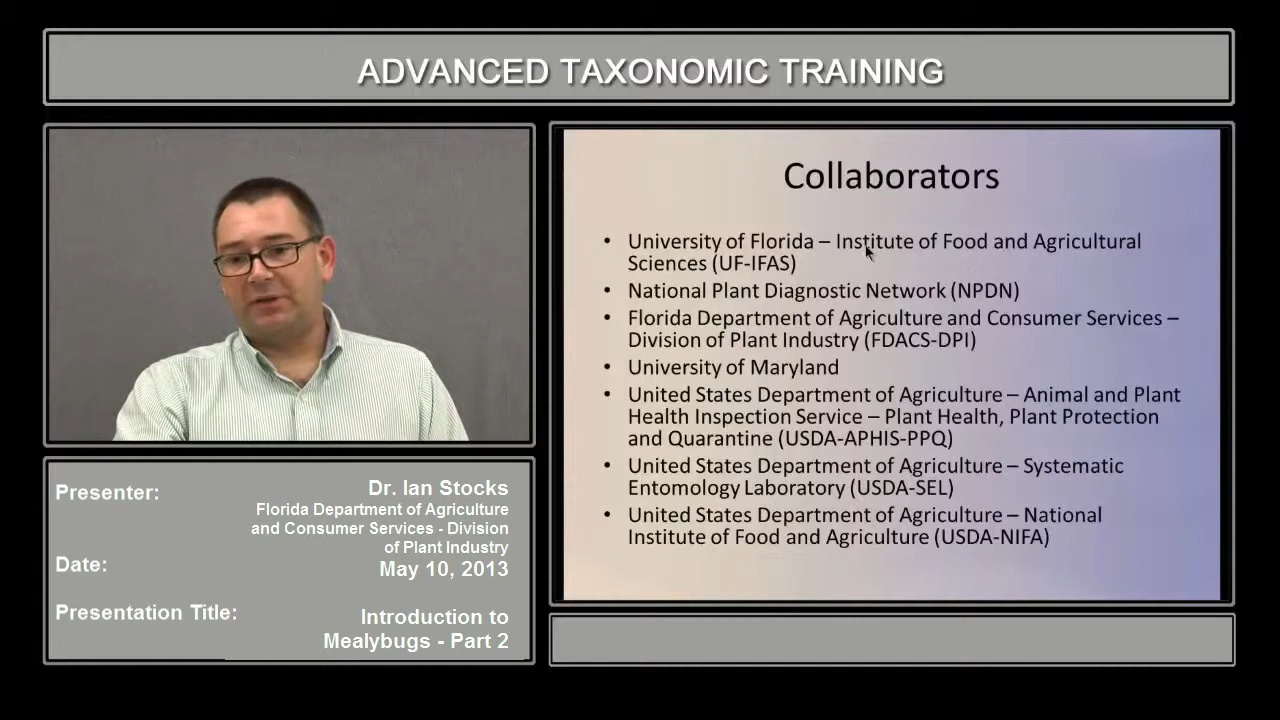 ADVANCED TAXONOMIC TRAINING
Collaborators
• University of Florida – Institute of Food and Agricultural
Sciences (UF-IFAS)
• National Plant Diagnostic Network (NPDN)
• Florida Department of Agriculture and Consumer Services –
Division of Plant Industry (FDACS-DPI)
• University of Maryland
• United States Department of Agriculture – Animal and Plant
Health Inspection Service – Plant Health, Plant Protection
and Quarantine (USDA-APHIS-PPQ)
• United States Department of Agriculture – Systematic
Entomology Laboratory (USDA-SEL)
• United States Department of Agriculture – National
Institute of Food and Agriculture (USDA-NIFA)
Presenter: Dr. Ian Stocks
Florida Department of Agriculture
and Consumer Services - Division
of Plant Industry
Date: May 10, 2013
Presentation Title: Introduction to
Mealybugs - Part 2